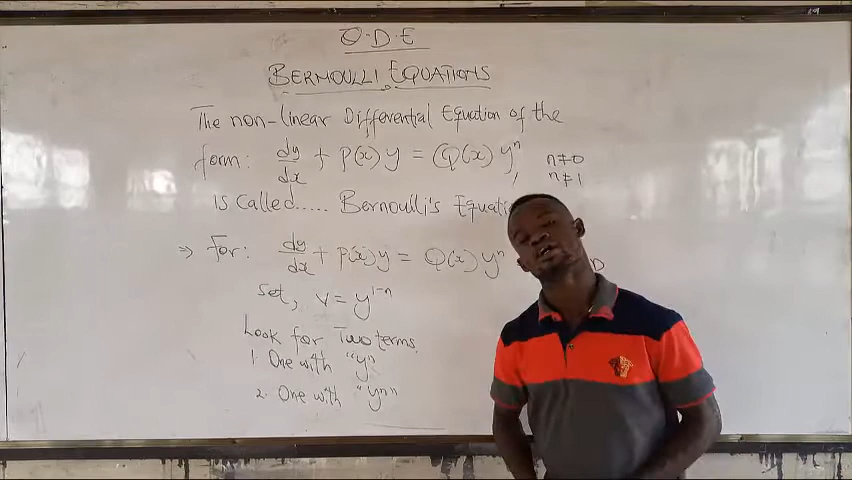 O.D.E
BERNOULLI EQUATIONS
The non-linear Differential Equation of the
form: dy/dx + P(x)y = Q(x)yⁿ, n≠0
n≠1
is called..... Bernoulli's
⇒ For: dy/dx + P(x)y = Q(x)yⁿ
Set, v = y¹⁻ⁿ
Look for Two terms.
1. One with "y"
2. One with "yⁿ"